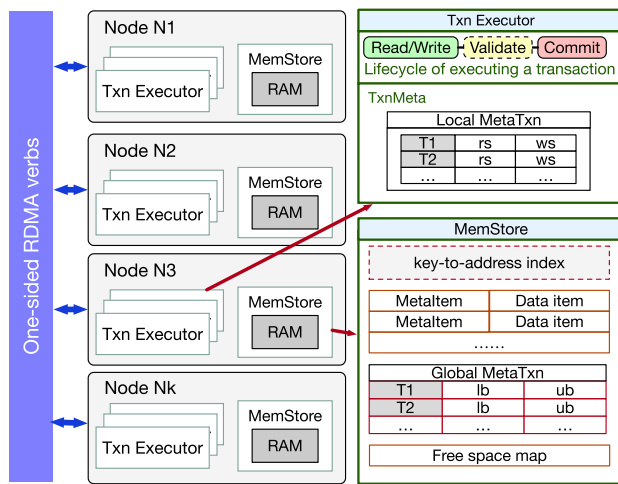 One-sided RDMA verbs
Node N1
Txn Executor
MemStore
RAM
Node N2
Txn Executor
MemStore
RAM
Node N3
Txn Executor
MemStore
RAM
Node Nk
Txn Executor
MemStore
RAM
Txn Executor
Read/Write Validate Commit
Lifecycle of executing a transaction
TxnMeta
Local MetaTxn
T1 rs ws
T2 rs ws
... ... ...
MemStore
key-to-address index
MetaItem Data item
MetaItem Data item
......
Global MetaTxn
T1 lb ub
T2 lb ub
... ... ...
Free space map